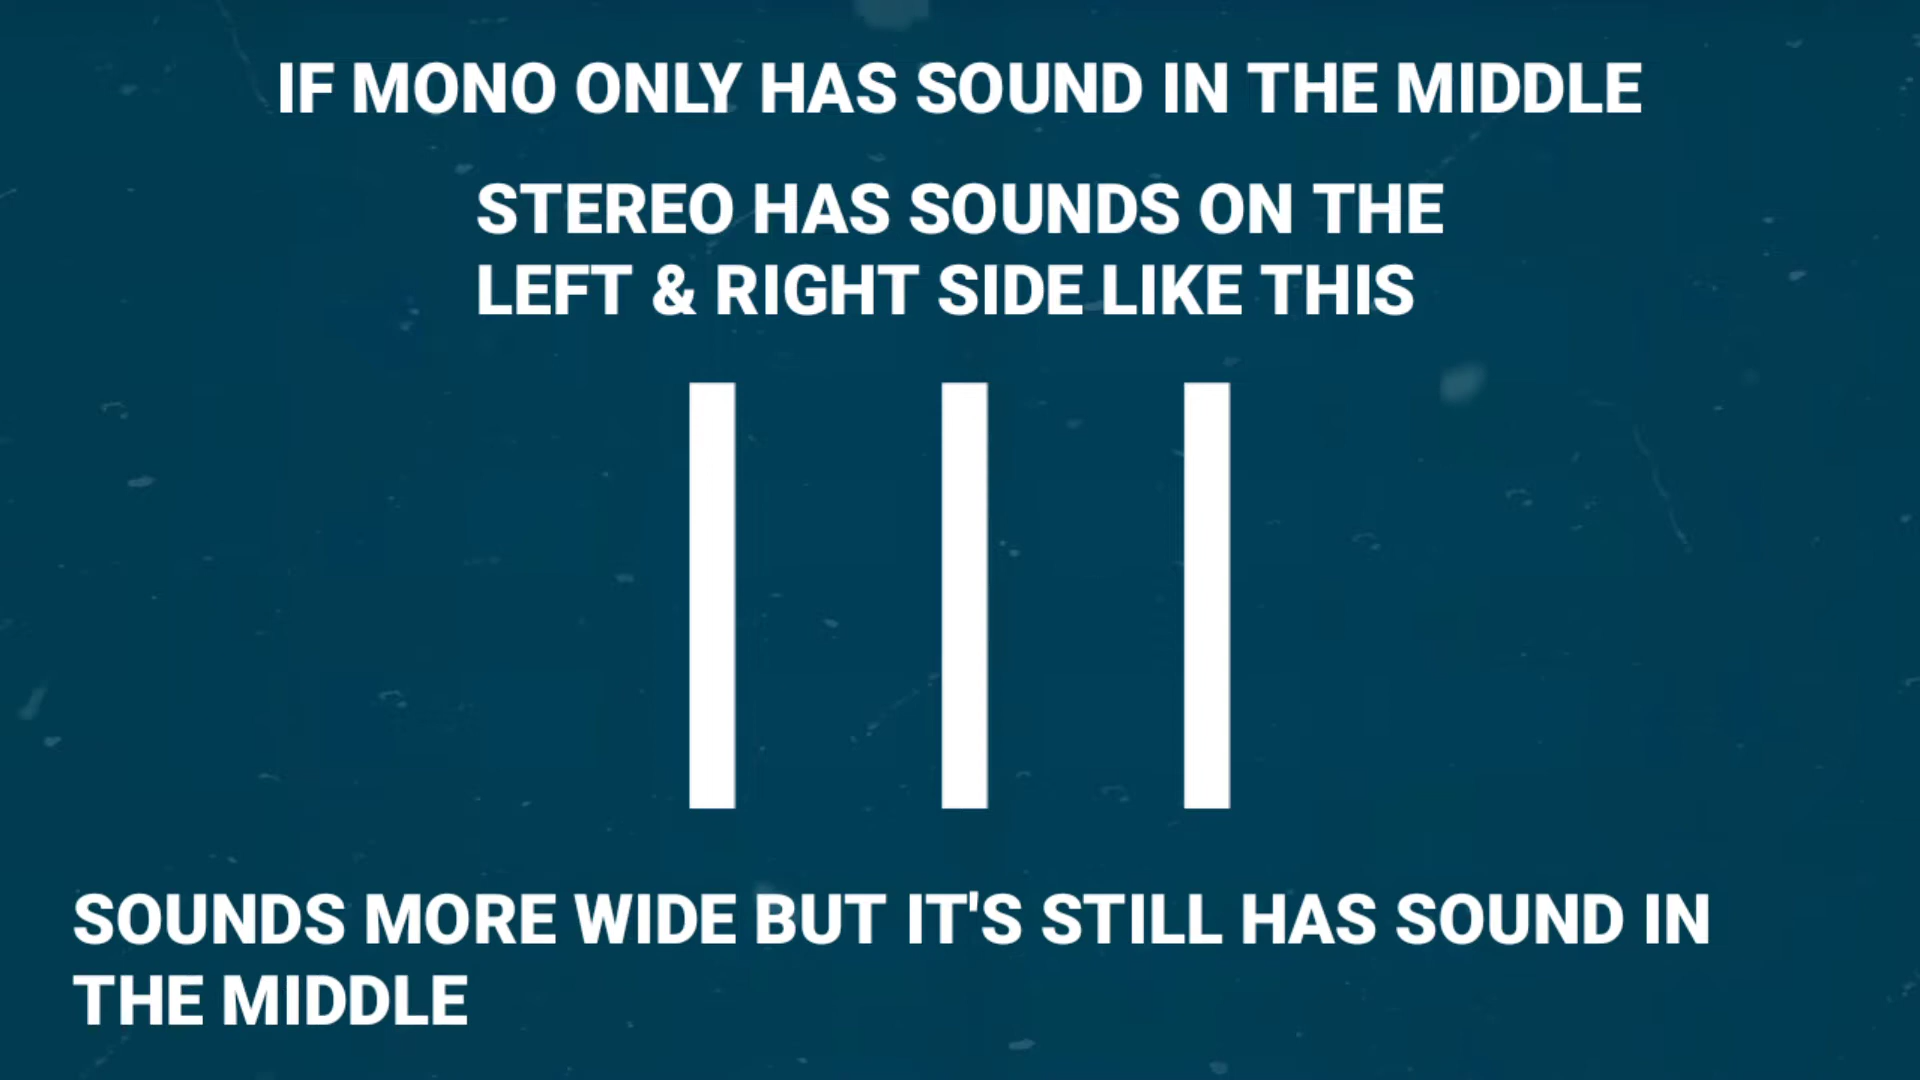 IF MONO ONLY HAS SOUND IN THE MIDDLE
STEREO HAS SOUNDS ON THE
LEFT & RIGHT SIDE LIKE THIS
SOUNDS MORE WIDE BUT IT'S STILL HAS SOUND IN
THE MIDDLE